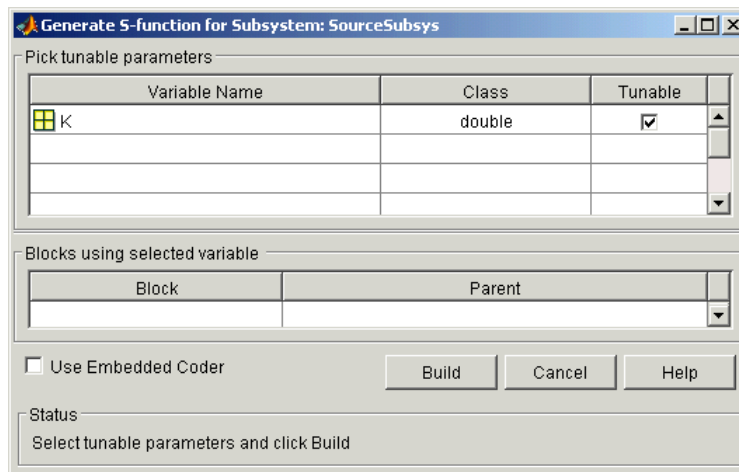 Generate S-function for Subsystem: SourceSubsys
Pick tunable parameters
Variable Name Class Tunable
K double
Blocks using selected variable
Block Parent
Use Embedded Coder Build Cancel Help
Status
Select tunable parameters and click Build